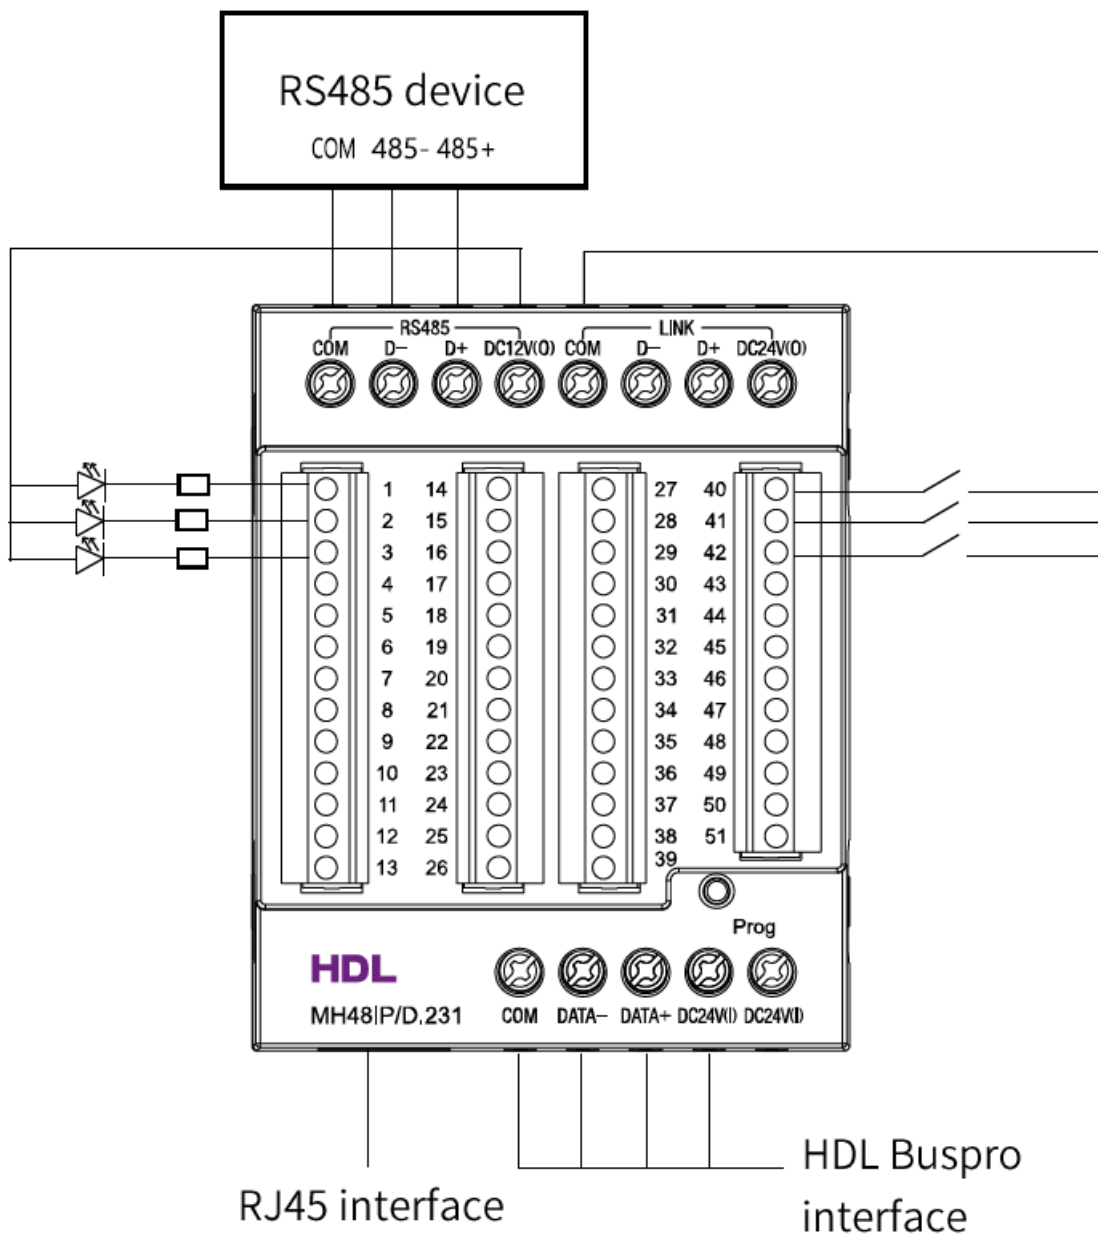 RS485 device
COM 485- 485+
RS485 LINK
COM D- D+ DC12V(O) COM D- D+ DC24V(O)
1 14 27 40
2 15 28 41
3 16 29 42
4 17 30 43
5 18 31 44
6 19 32 45
7 20 33 46
8 21 34 47
9 22 35 48
10 23 36 49
11 24 37 50
12 25 38 51
13 26 39
Prog
HDL
MH48IP/D.231 COM DATA- DATA+ DC24V(I) DC24V(I)
RJ45 interface
HDL Buspro
interface